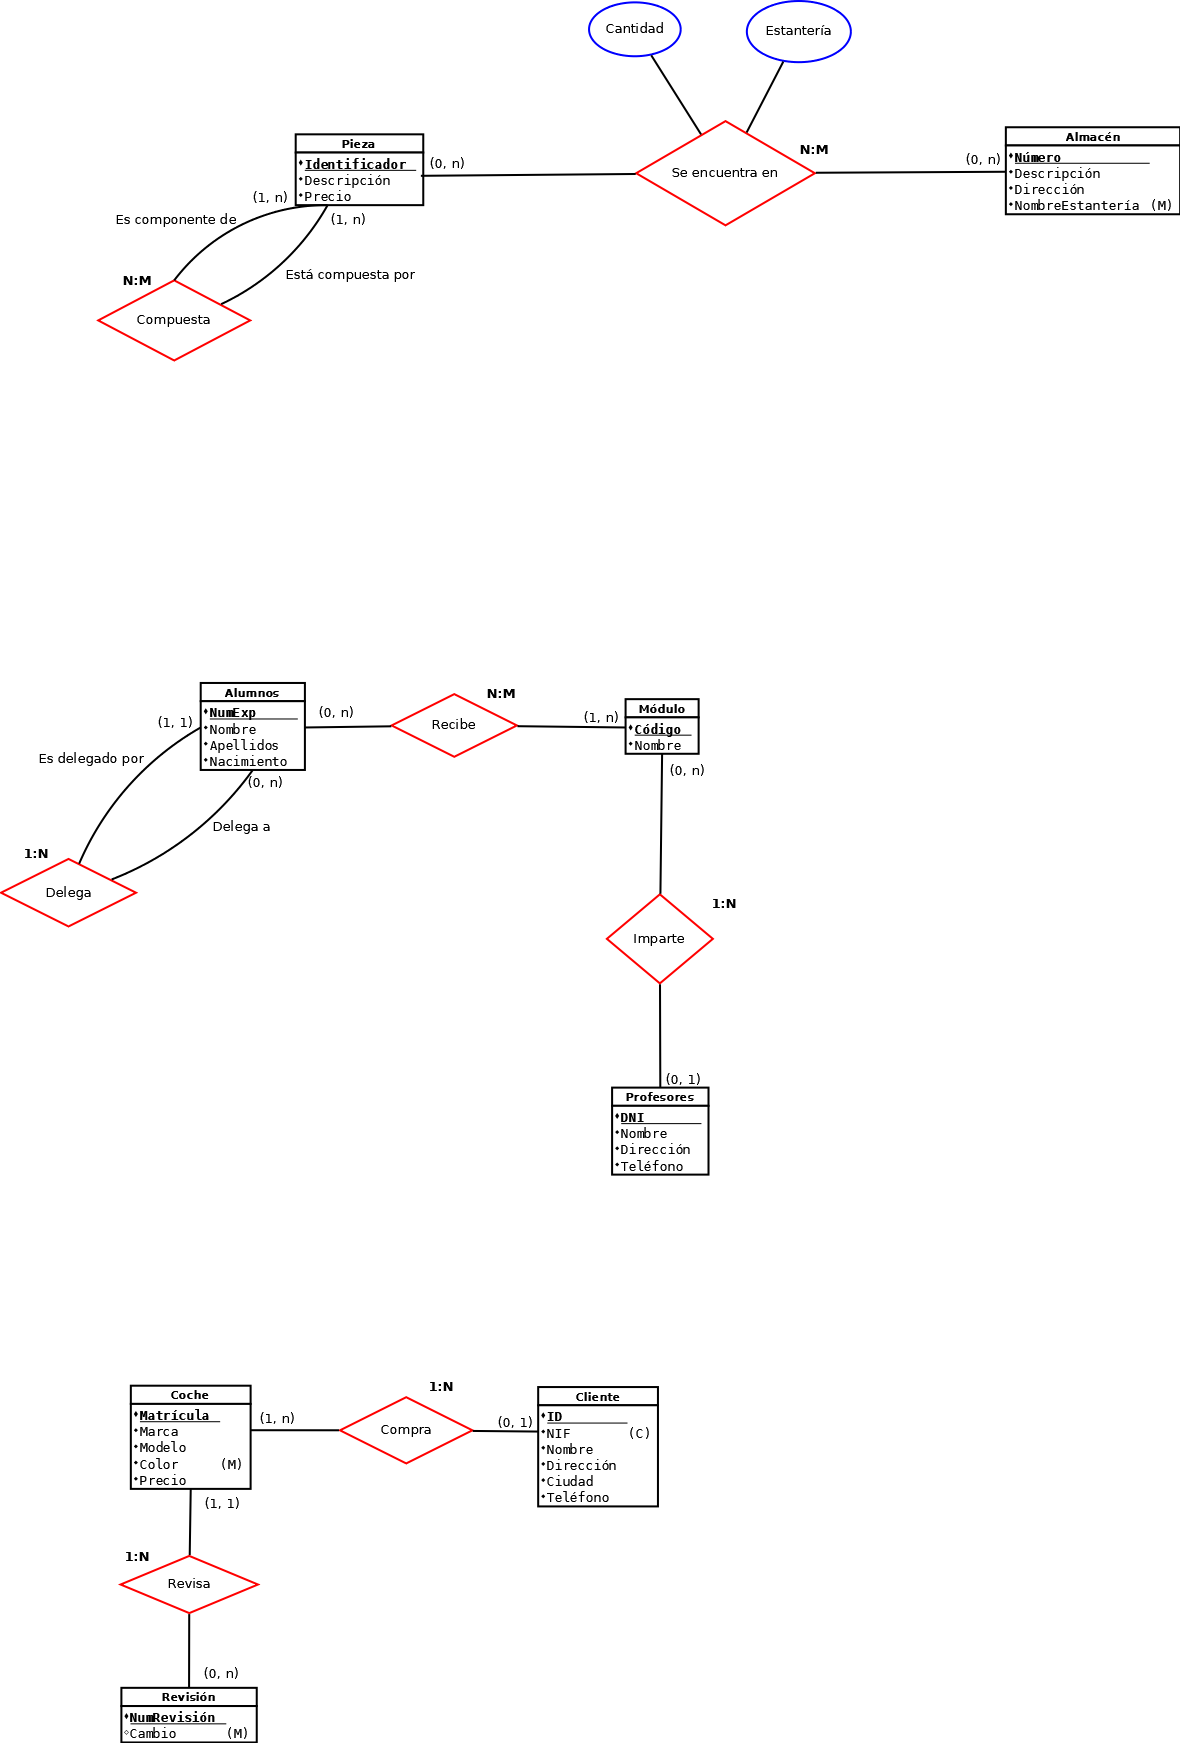 Cantidad
Estantería
Pieza
Identificador
Descripción
Precio
(0, n)
Se encuentra en
N:M
(0, n)
Almacén
Número
Descripción
Dirección
NombreEstantería (M)
(1, n)
Es componente de
(1, n)
Está compuesta por
N:M
Compuesta
Alumnos
NumExp
Nombre
Apellidos
Nacimiento
(0, n)
Recibe
N:M
(1, n)
Módulo
Código
Nombre
(1, 1)
Es delegado por
(0, n)
Delega a
1:N
Delega
(0, n)
Imparte
1:N
(0, 1)
Profesores
DNI
Nombre
Dirección
Teléfono
Coche
Matrícula
Marca
Modelo
Color (M)
Precio
(1, n)
Compra
1:N
(0, 1)
Cliente
ID
NIF (C)
Nombre
Dirección
Ciudad
Teléfono
(1, 1)
1:N
Revisa
(0, n)
Revisión
NumRevisión
Cambio (M)